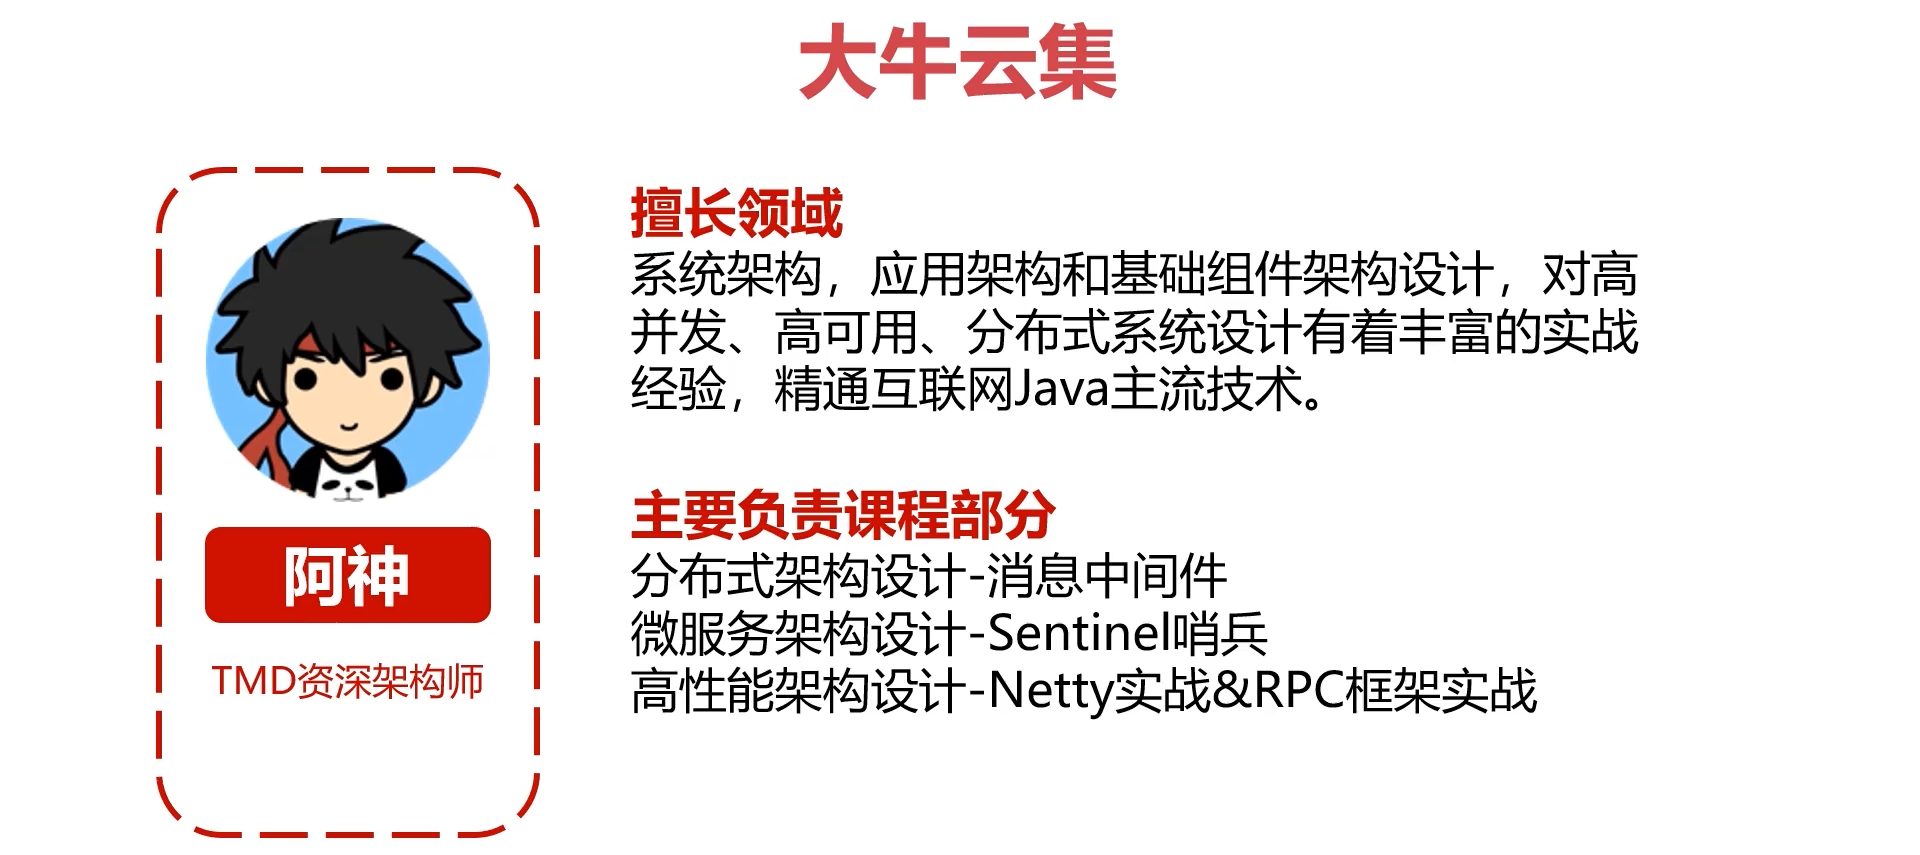 大牛云集
阿神
TMD资深架构师
擅长领域
系统架构，应用架构和基础组件架构设计，对高
并发、高可用、分布式系统设计有着丰富的实战
经验，精通互联网Java主流技术。
主要负责课程部分
分布式架构设计-消息中间件
微服务架构设计-Sentinel哨兵
高性能架构设计-Netty实战&RPC框架实战